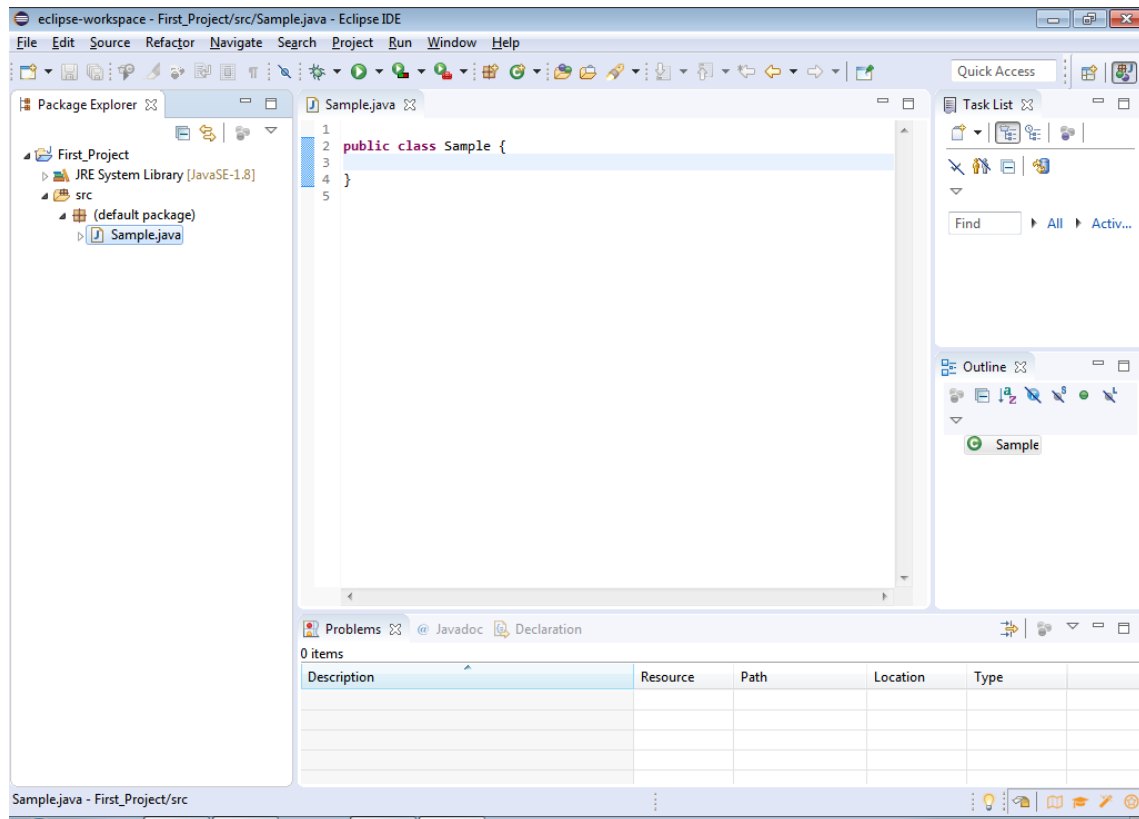 eclipse-workspace - First_Project/src/Sample.java - Eclipse IDE
File Edit Source Refactor Navigate Search Project Run Window Help
Quick Access
Package Explorer
First_Project
JRE System Library [JavaSE-1.8]
src
(default package)
Sample.java
Sample.java
1
2 public class Sample {
3
4 }
5
Task List
Find All Activ...
Outline
Sample
Problems @ Javadoc Declaration
0 items
Description Resource Path Location Type
Sample.java - First_Project/src